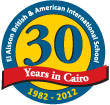 El Alsson British & American International School
30
Years in Cairo
1982 - 2012